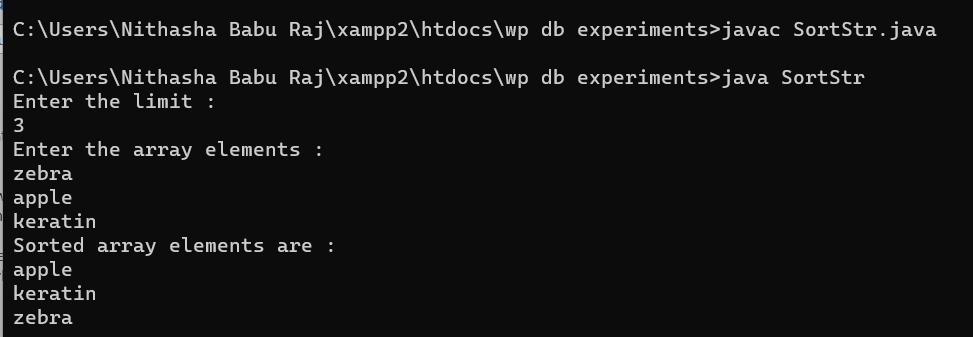 C:\Users\Nithasha Babu Raj\xampp2\htdocs\wp db experiments>javac SortStr.java
C:\Users\Nithasha Babu Raj\xampp2\htdocs\wp db experiments>java SortStr
Enter the limit :
3
Enter the array elements :
zebra
apple
keratin
Sorted array elements are :
apple
keratin
zebra